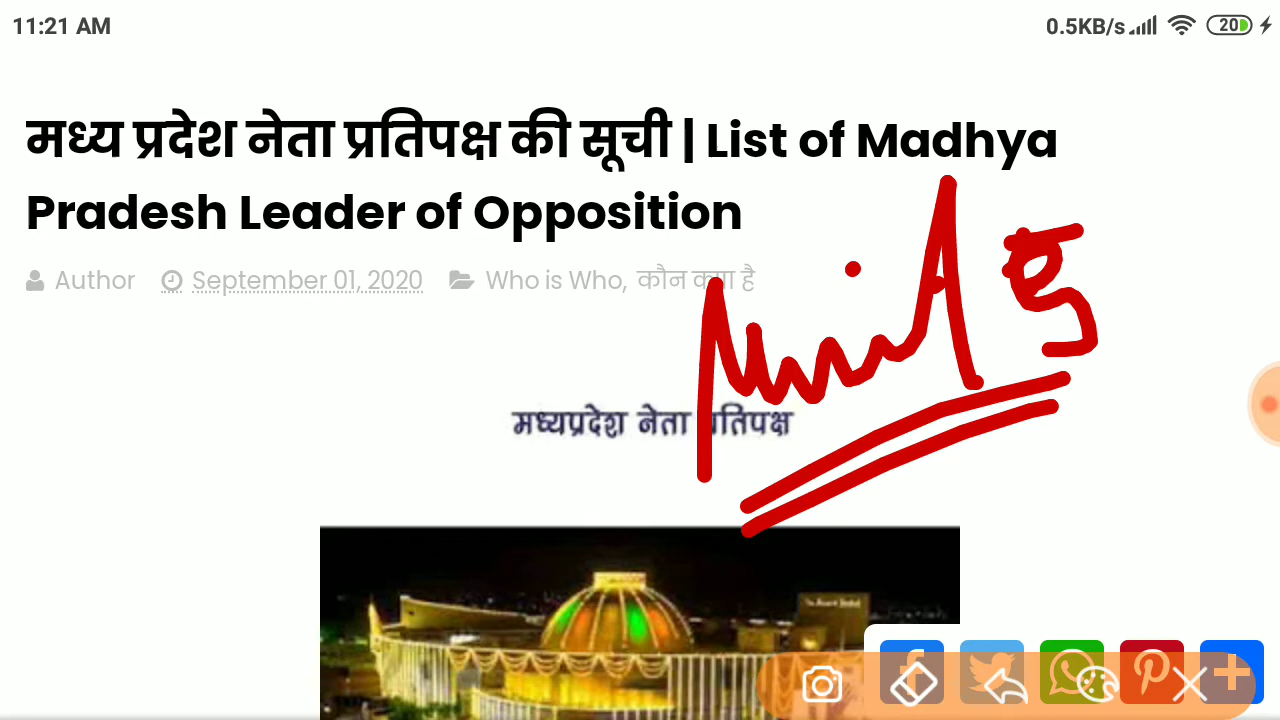 11:21 AM 0.5KB/s 20
मध्य प्रदेश नेता प्रतिपक्ष की सूची | List of Madhya
Pradesh Leader of Opposition
Author September 01, 2020 Who is Who, कौन क्या है
मध्यप्रदेश नेता प्रतिपक्ष